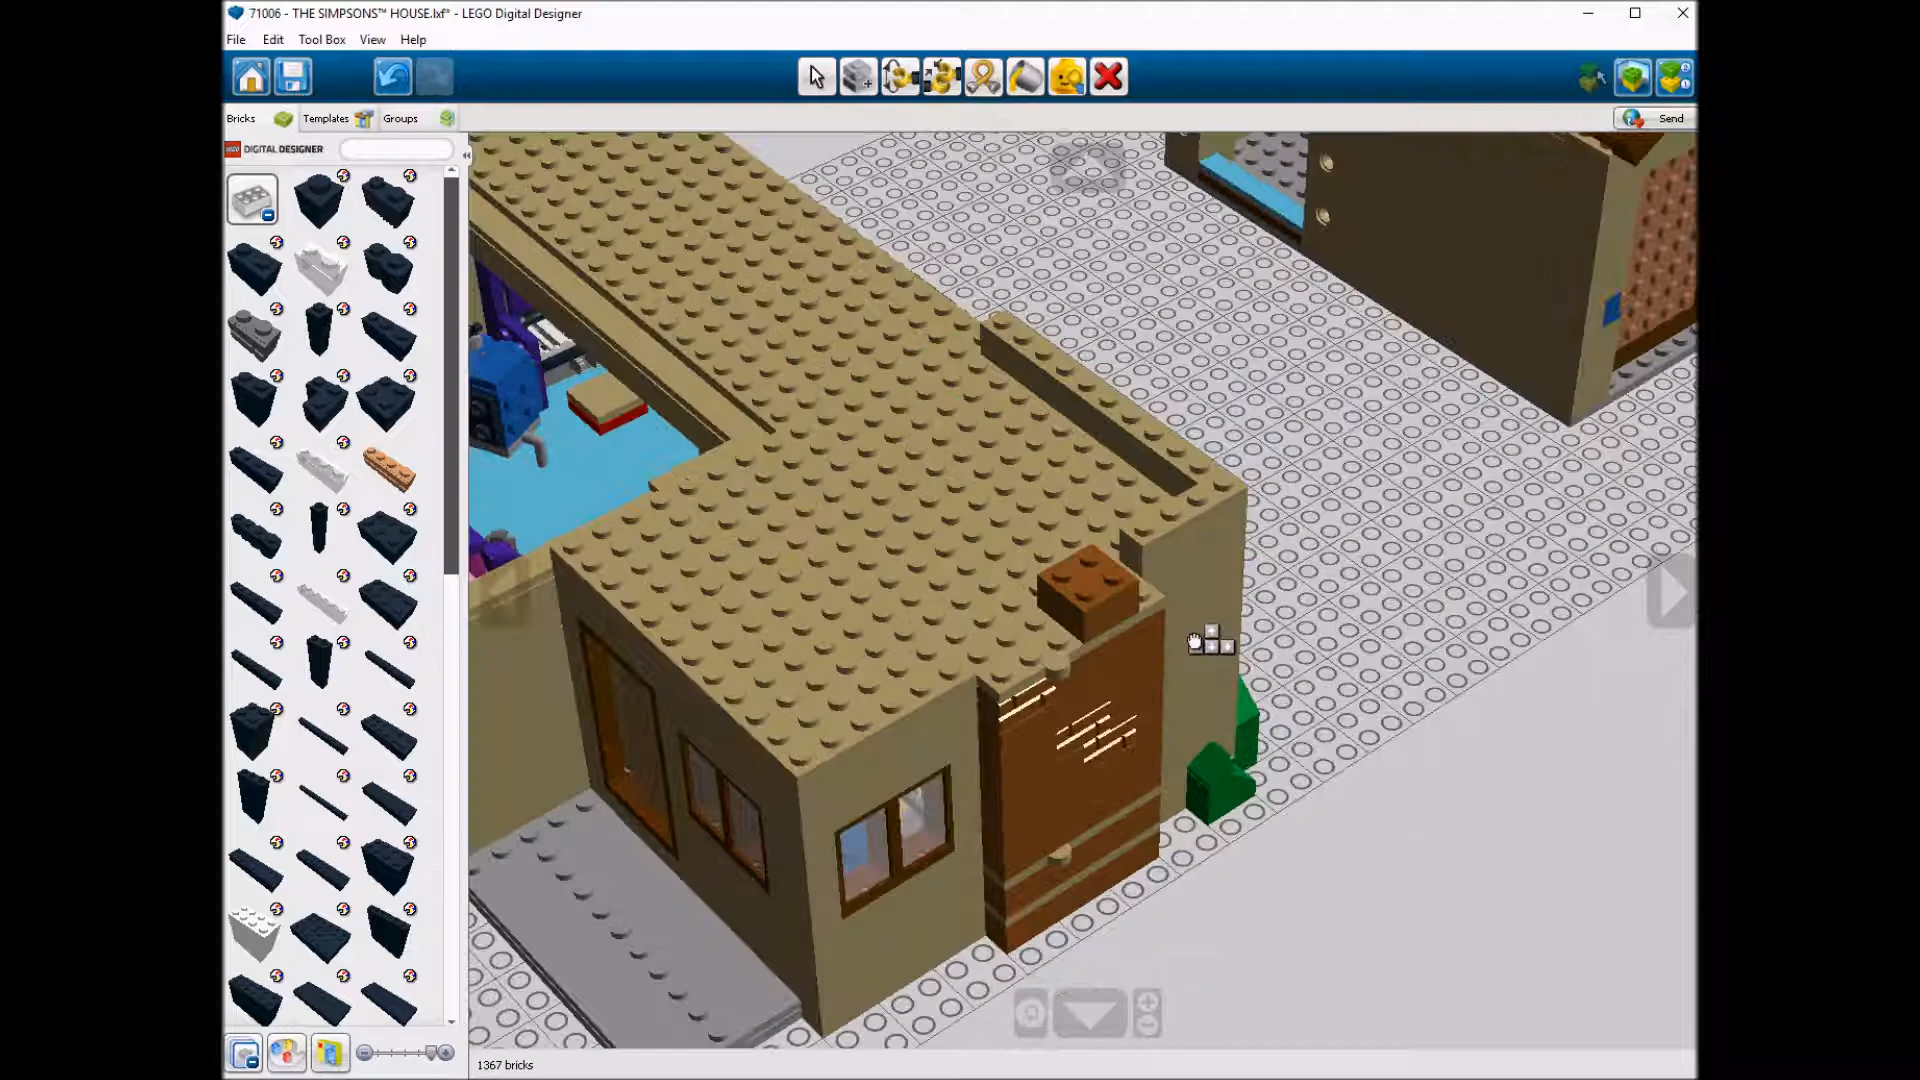 71006 - THE SIMPSONS™ HOUSE.lxf* - LEGO Digital Designer
File Edit Tool Box View Help
Bricks Templates Groups Send
LEGO DIGITAL DESIGNER
1367 bricks